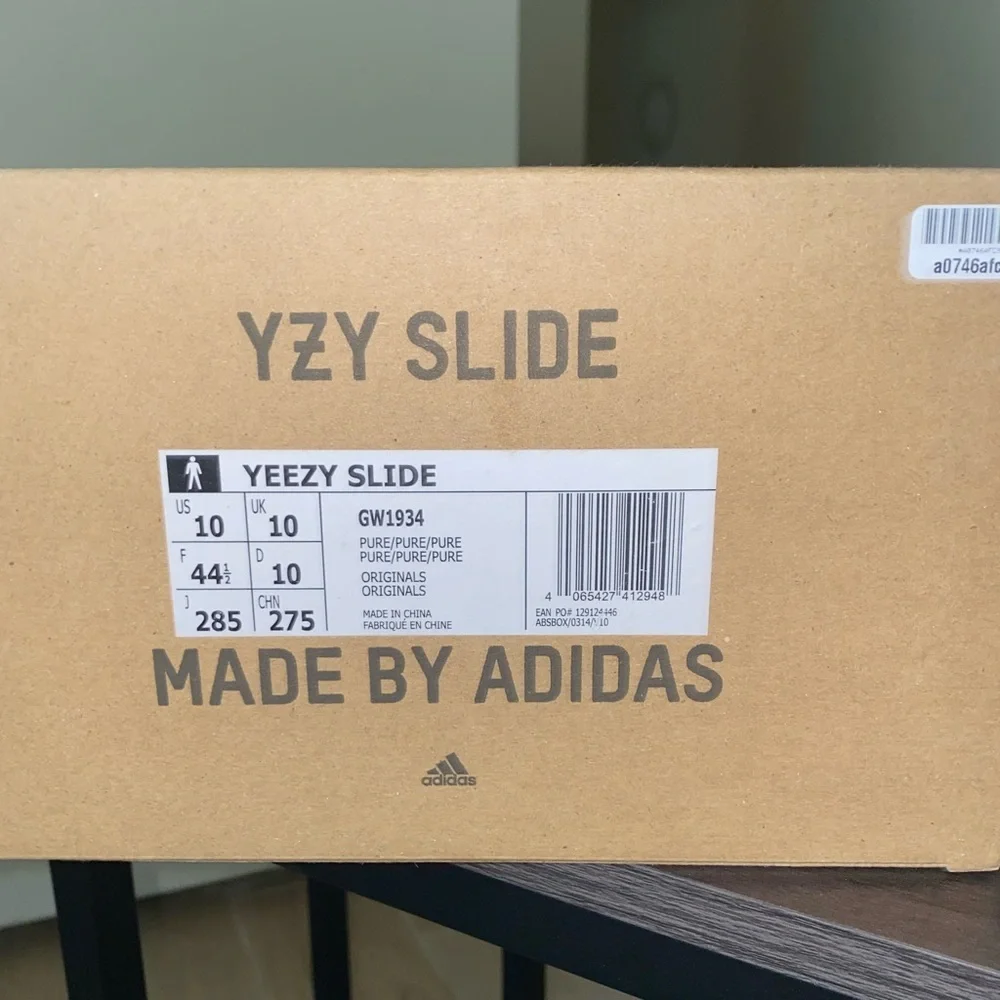 a0746afc
YZY SLIDE
YEEZY SLIDE
US 10
UK 10
F 44½
D 10
J 285
CHN 275
GW1934
PURE/PURE/PURE
PURE/PURE/PURE
ORIGINALS
ORIGINALS
MADE IN CHINA
FABRIQUÉ EN CHINE
4 065427 412948
EAN PO#
MADE BY ADIDAS
adidas